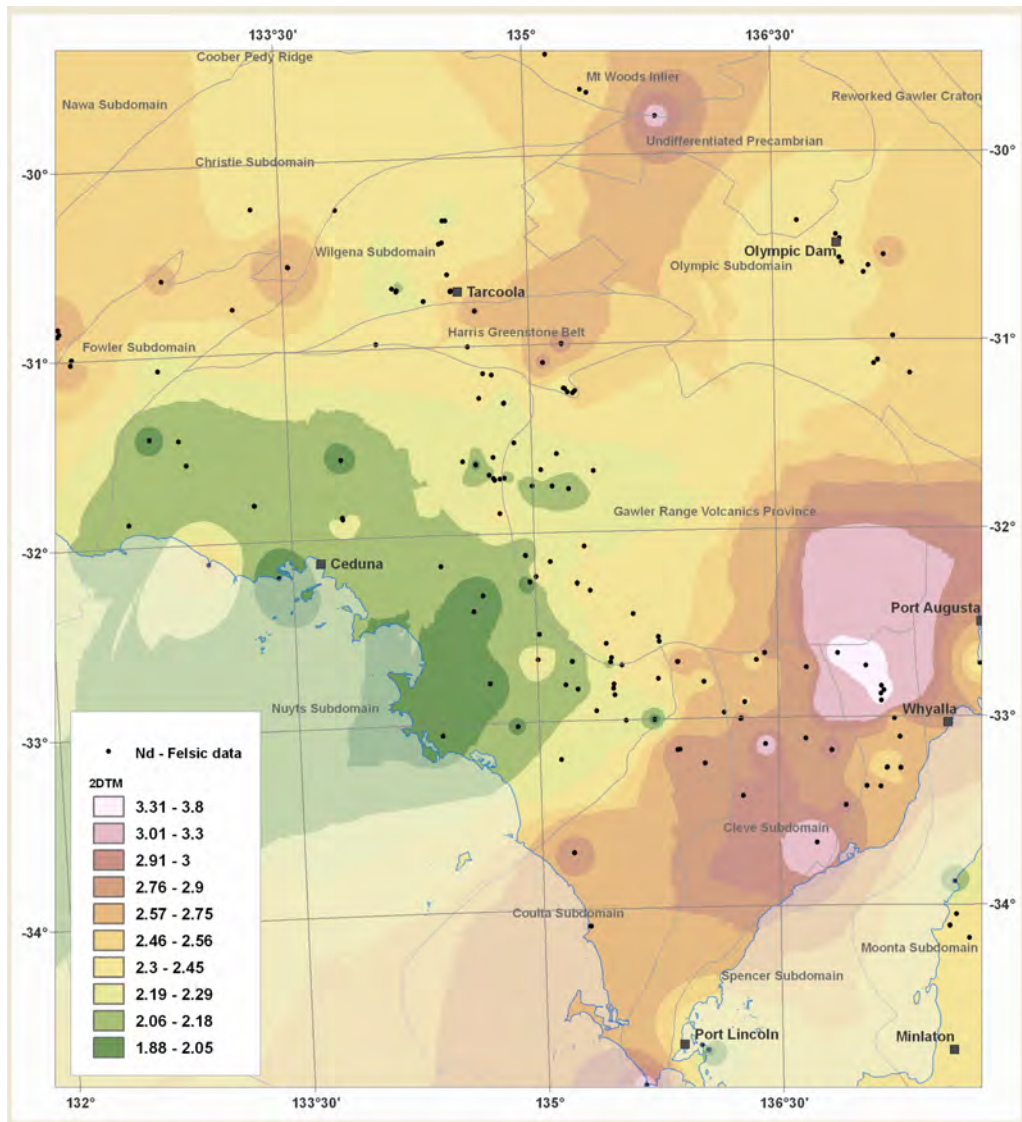 133°30'
135°
136°30'
Coober Pedy Ridge
Mt Woods Inlier
Nawa Subdomain
Reworked Gawler Craton
Undifferentiated Precambrian
-30°
-30°
Christie Subdomain
Wilgena Subdomain
Olympic Dam
Olympic Subdomain
Tarcoola
Harris Greenstone Belt
-31°
-31°
Fowler Subdomain
Gawler Range Volcanics Province
-32°
-32°
Ceduna
Port Augusta
Nuyts Subdomain
Whyalla
-33°
-33°
Nd - Felsic data
2DTM
3.31 - 3.8
3.01 - 3.3
2.91 - 3
2.76 - 2.9
2.57 - 2.75
2.46 - 2.56
2.3 - 2.45
2.19 - 2.29
2.06 - 2.18
1.88 - 2.05
Cleve Subdomain
-34°
-34°
Coulta Subdomain
Moonta Subdomain
Spencer Subdomain
Port Lincoln
Minlaton
132°
133°30'
135°
136°30'